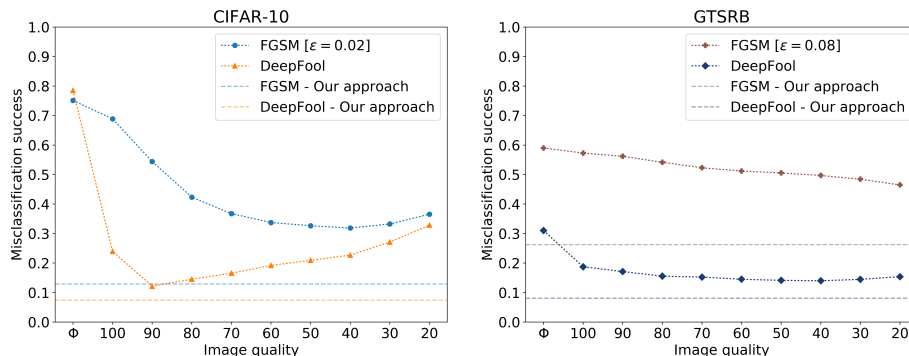 CIFAR-10
1.0
0.9
0.8
0.7
0.6
0.5
0.4
0.3
0.2
0.1
0.0
Misclassification success
FGSM [ε = 0.02]
DeepFool
FGSM - Our approach
DeepFool - Our approach
Φ 100 90 80 70 60 50 40 30 20
Image quality
GTSRB
1.0
0.9
0.8
0.7
0.6
0.5
0.4
0.3
0.2
0.1
0.0
Misclassification success
FGSM [ε = 0.08]
DeepFool
FGSM - Our approach
DeepFool - Our approach
Φ 100 90 80 70 60 50 40 30 20
Image quality